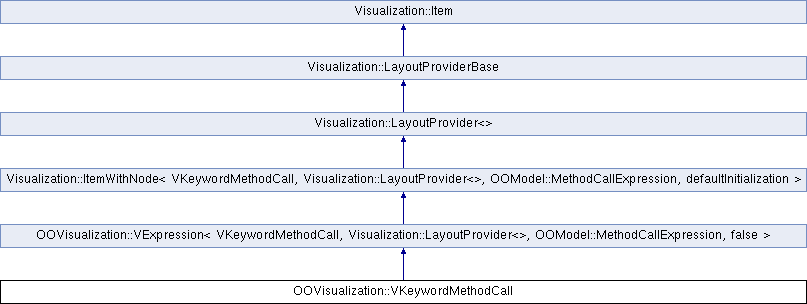 Visualization::Item
Visualization::LayoutProviderBase
Visualization::LayoutProvider<>
Visualization::ItemWithNode< VKeywordMethodCall, Visualization::LayoutProvider<>, OOModel::MethodCallExpression, defaultInitialization >
OOVisualization::VExpression< VKeywordMethodCall, Visualization::LayoutProvider<>, OOModel::MethodCallExpression, false >
OOVisualization::VKeywordMethodCall